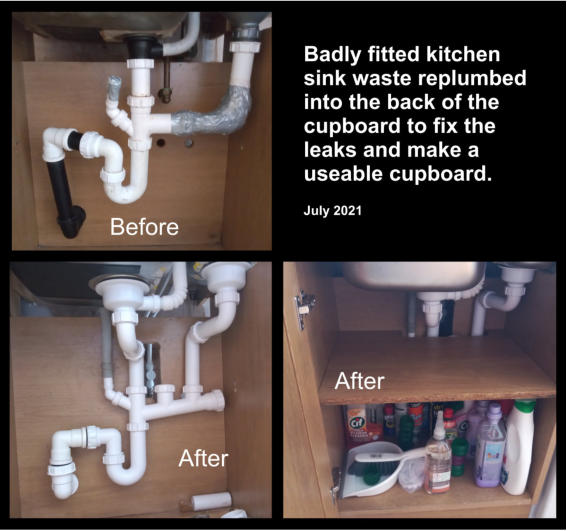 Badly fitted kitchen
sink waste replumbed
into the back of the
cupboard to fix the
leaks and make a
useable cupboard.
July 2021
Before
After
After
Cif